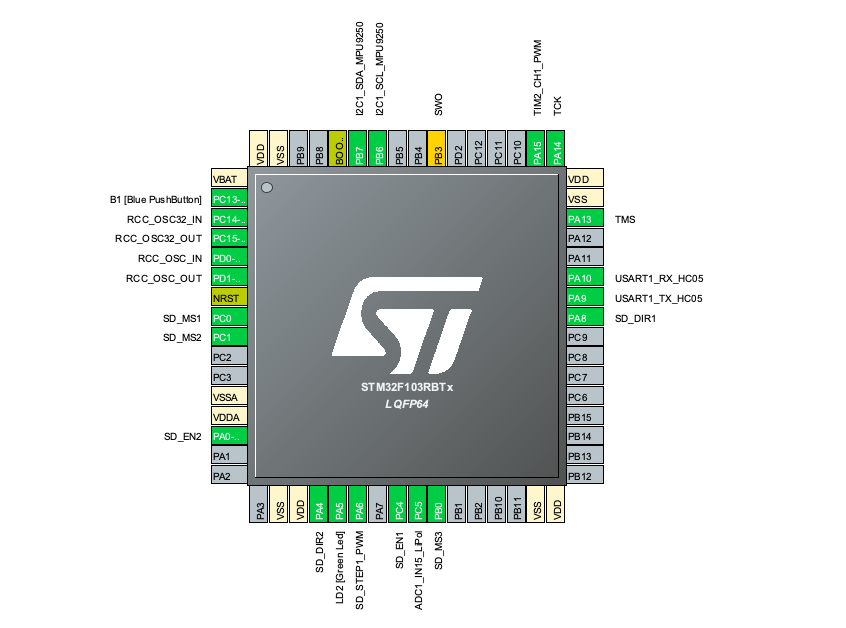 I2C1_SDA_MPU9250
I2C1_SCL_MPU9250
SWO
TIM2_CH1_PWM
TCK
VDD
VSS
PB9
PB8
BOO..
PB7
PB6
PB5
PB4
PB3
PD2
PC12
PC11
PC10
PA15
PA14
VBAT
B1 [Blue PushButton] PC13-..
RCC_OSC32_IN PC14-..
RCC_OSC32_OUT PC15-..
RCC_OSC_IN PD0-..
RCC_OSC_OUT PD1-..
NRST
SD_MS1 PC0
SD_MS2 PC1
PC2
PC3
VSSA
VDDA
SD_EN2 PA0-..
PA1
PA2
ST
STM32F103RBTx
LQFP64
VDD
VSS
PA13 TMS
PA12
PA11
PA10 USART1_RX_HC05
PA9 USART1_TX_HC05
PA8 SD_DIR1
PC9
PC8
PC7
PC6
PB15
PB14
PB13
PB12
PA3
VSS
VDD
PA4
PA5
PA6
PA7
PC4
PC5
PB0
PB1
PB2
PB10
PB11
VSS
VDD
SD_DIR2
LD2 [Green Led]
SD_STEP1_PWM
SD_EN1
ADC1_IN15_LiPol
SD_MS3